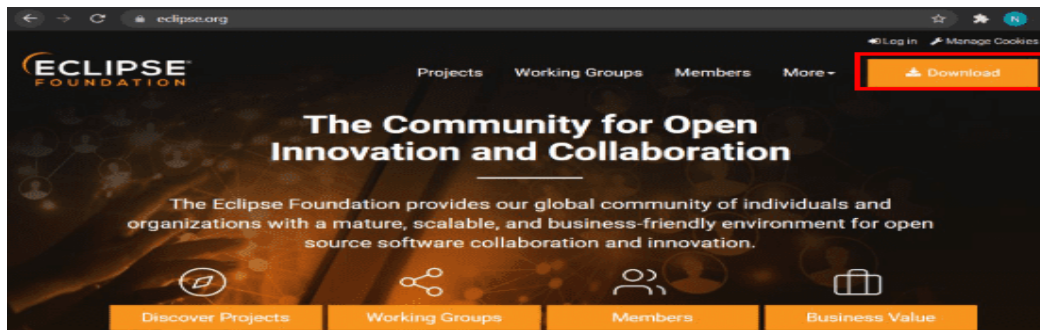 eclipse.org
N
Log in Manage Cookies
ECLIPSE
FOUNDATION
Projects Working Groups Members More Download
The Community for Open
Innovation and Collaboration
The Eclipse Foundation provides our global community of individuals and
organizations with a mature, scalable, and business-friendly environment for open
source software collaboration and innovation.
Discover Projects Working Groups Members Business Value